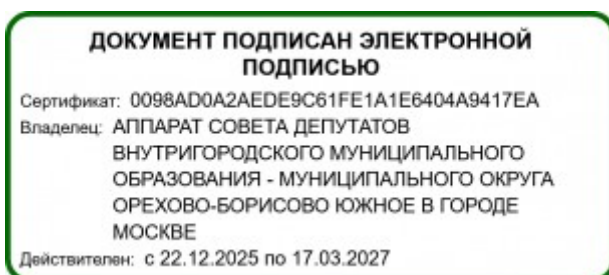 ДОКУМЕНТ ПОДПИСАН ЭЛЕКТРОННОЙ
ПОДПИСЬЮ
Сертификат: 0098AD0A2AEDE9C61FE1A1E6404A9417EA
Владелец: АППАРАТ СОВЕТА ДЕПУТАТОВ
ВНУТРИГОРОДСКОГО МУНИЦИПАЛЬНОГО
ОБРАЗОВАНИЯ - МУНИЦИПАЛЬНОГО ОКРУГА
ОРЕХОВО-БОРИСОВО ЮЖНОЕ В ГОРОДЕ
МОСКВЕ
Действителен: с 22.12.2025 по 17.03.2027